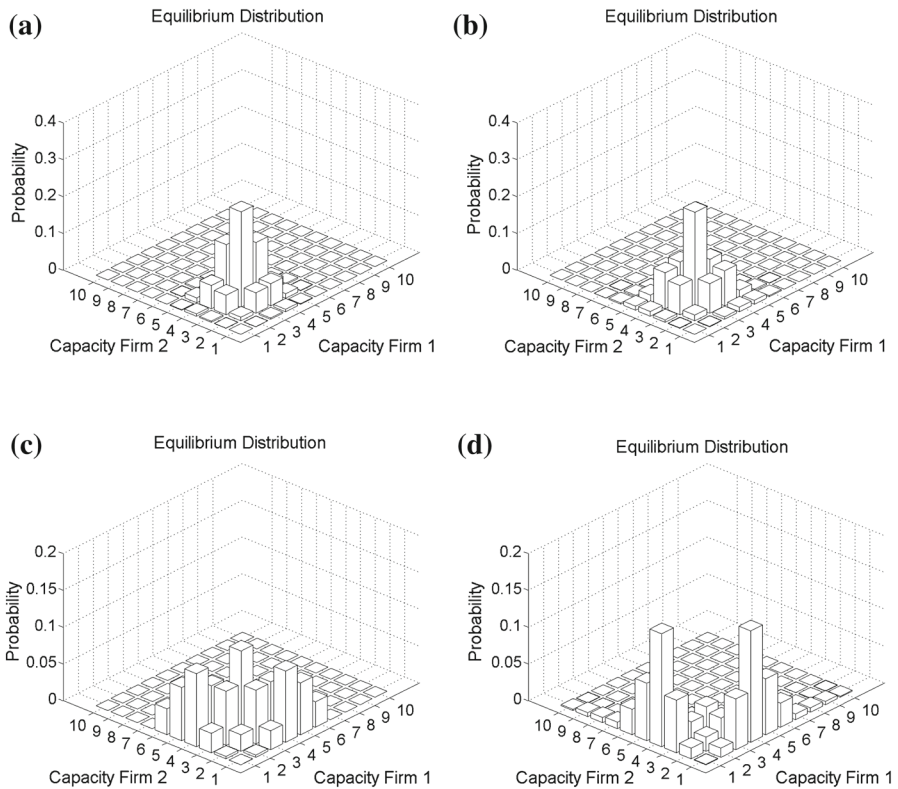 (a)
Equilibrium Distribution
0.4
0.3
0.2
0.1
0
Probability
10 9 8 7 6 5 4 3 2 1
Capacity Firm 2
1 2 3 4 5 6 7 8 9 10
Capacity Firm 1
(b)
Equilibrium Distribution
0.4
0.3
0.2
0.1
0
Probability
10 9 8 7 6 5 4 3 2 1
Capacity Firm 2
1 2 3 4 5 6 7 8 9 10
Capacity Firm 1
(c)
Equilibrium Distribution
0.2
0.15
0.1
0.05
0
Probability
10 9 8 7 6 5 4 3 2 1
Capacity Firm 2
1 2 3 4 5 6 7 8 9 10
Capacity Firm 1
(d)
Equilibrium Distribution
0.2
0.15
0.1
0.05
0
Probability
10 9 8 7 6 5 4 3 2 1
Capacity Firm 2
1 2 3 4 5 6 7 8 9 10
Capacity Firm 1